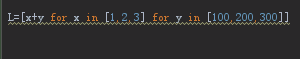 L=[x+y for x in [1,2,3] for y in [100,200,300]]